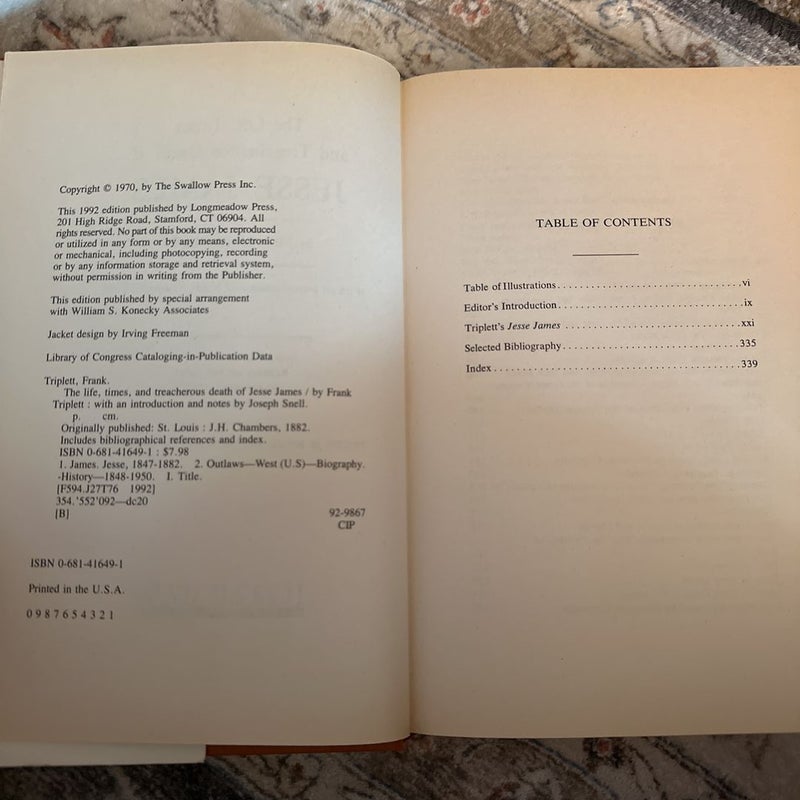 Copyright © 1970, by The Swallow Press Inc.
This 1992 edition published by Longmeadow Press,
201 High Ridge Road, Stamford, CT 06904. All
rights reserved. No part of this book may be reproduced
or utilized in any form or by any means, electronic
or mechanical, including photocopying, recording
or by any information storage and retrieval system,
without permission in writing from the Publisher.
This edition published by special arrangement
with William S. Konecky Associates
Jacket design by Irving Freeman
Library of Congress Cataloging-in-Publication Data
Triplett, Frank.
The life, times, and treacherous death of Jesse James / by Frank
Triplett : with an introduction and notes by Joseph Snell.
p. cm.
Originally published: St. Louis : J.H. Chambers, 1882.
Includes bibliographical references and index.
ISBN 0-681-41649-1 : $7.98
1. James. Jesse, 1847-1882. 2. Outlaws—West (U.S)—Biography.
-History—1848-1950. I. Title.
[F594.J27T76 1992]
354.'552'092—dc20
[B] 92-9867
CIP
ISBN 0-681-41649-1
Printed in the U.S.A.
0 9 8 7 6 5 4 3 2 1
TABLE OF CONTENTS
Table of Illustrations. . . . . . . . . . . . . . . . . . . . . . . . . . . . . . .vi
Editor's Introduction. . . . . . . . . . . . . . . . . . . . . . . . . . . . . . .ix
Triplett's Jesse James . . . . . . . . . . . . . . . . . . . . . . . . . . . . .xxi
Selected Bibliography. . . . . . . . . . . . . . . . . . . . . . . . . . . . . .335
Index . . . . . . . . . . . . . . . . . . . . . . . . . . . . . . . . . . . . . . . . . .339